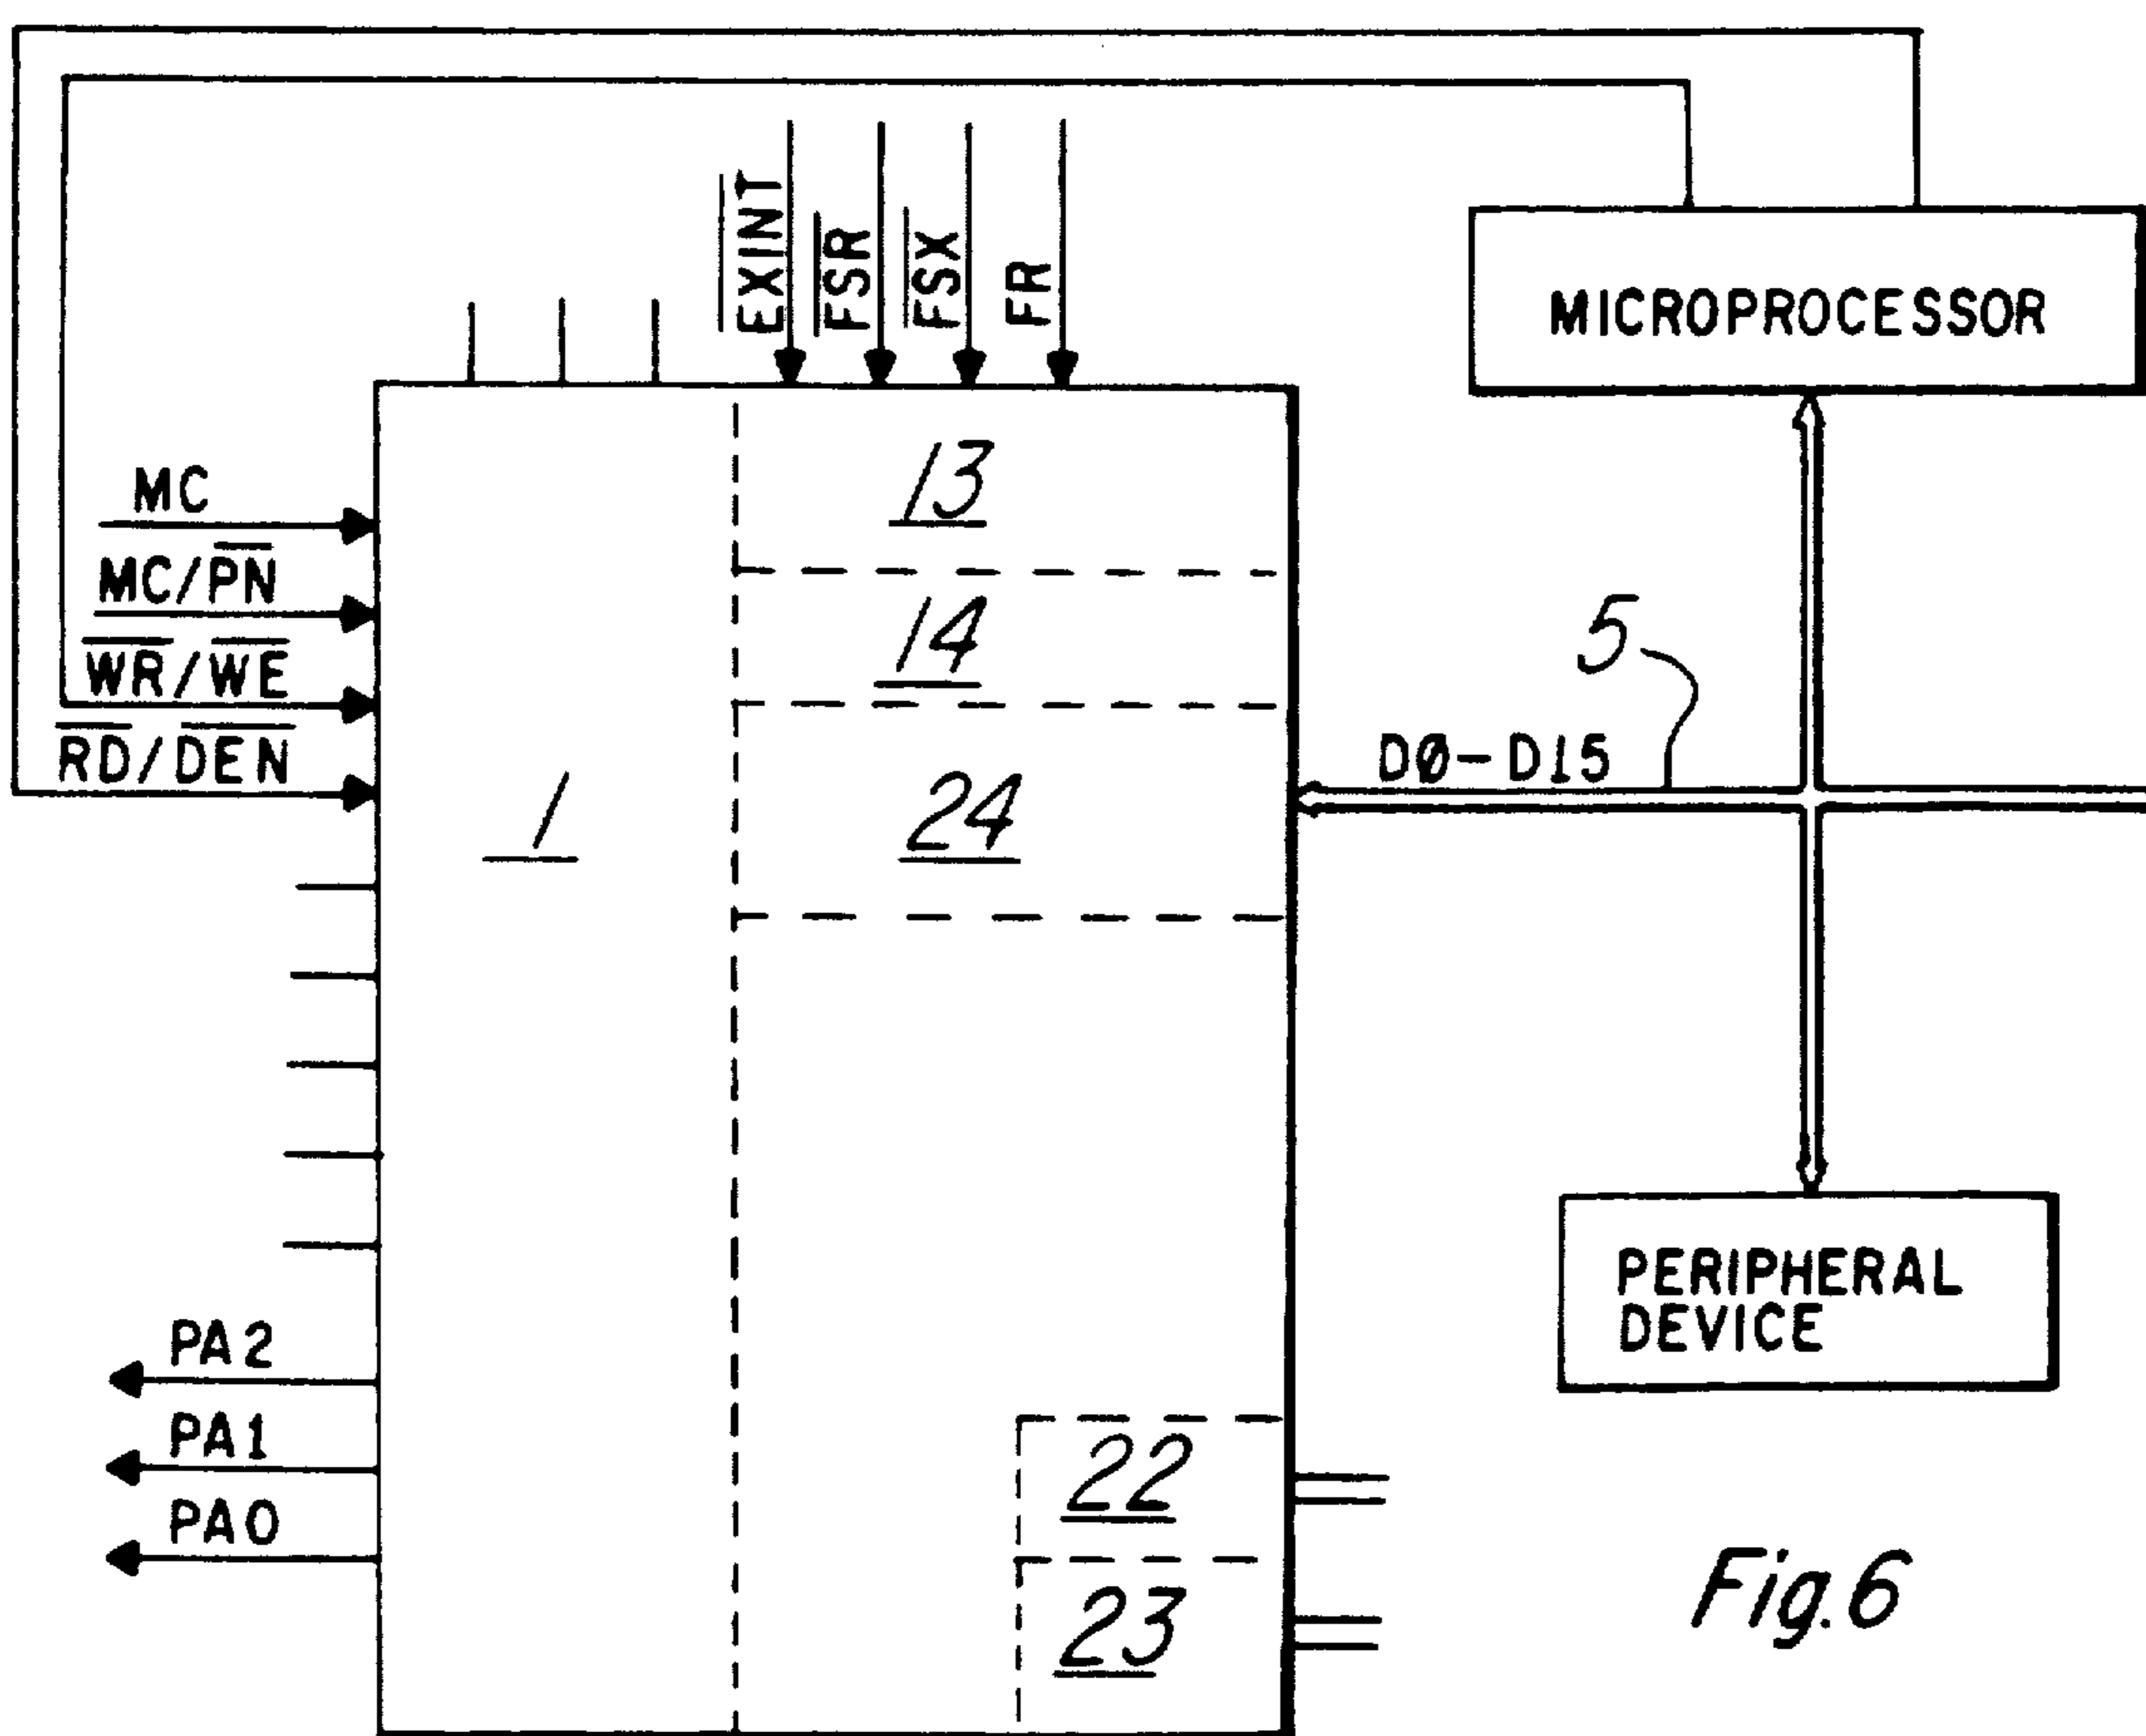 EXINT
FSR
FSX
FR
MICROPROCESSOR
MC
MC/PN
WR/WE
RD/DEN
13
14
1
24
5
D0-D15
PERIPHERAL
DEVICE
PA2
PA1
PA0
22
23
Fig.6